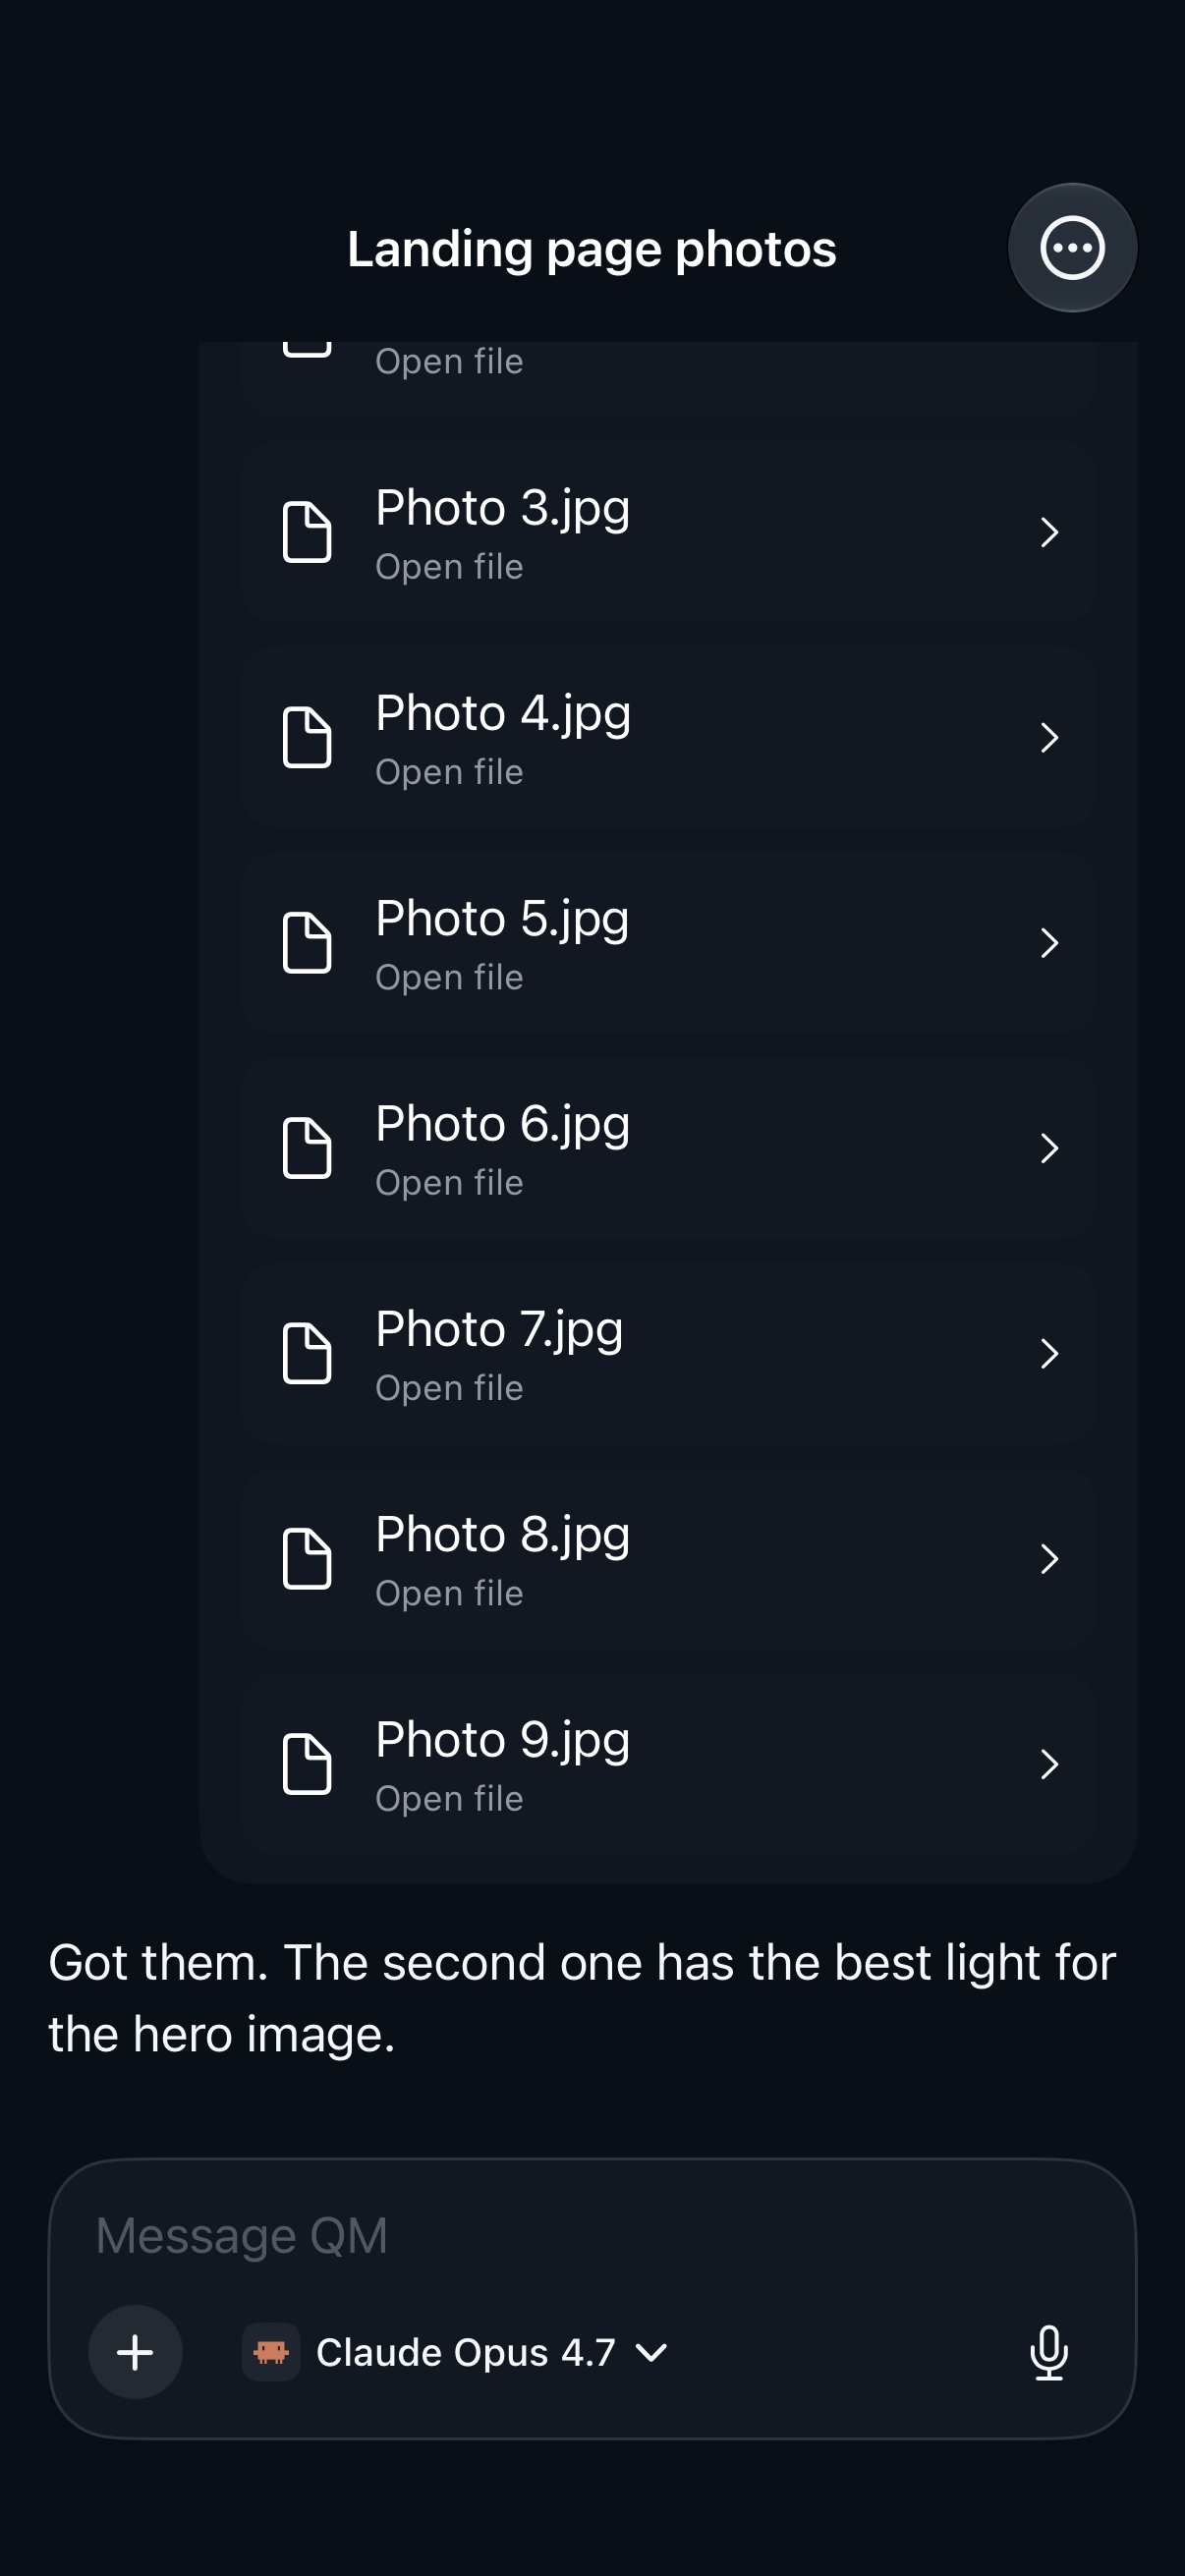 Landing page photos
Open file
Photo 3.jpg
Open file
Photo 4.jpg
Open file
Photo 5.jpg
Open file
Photo 6.jpg
Open file
Photo 7.jpg
Open file
Photo 8.jpg
Open file
Photo 9.jpg
Open file
Got them. The second one has the best light for
the hero image.
Message QM
Claude Opus 4.7